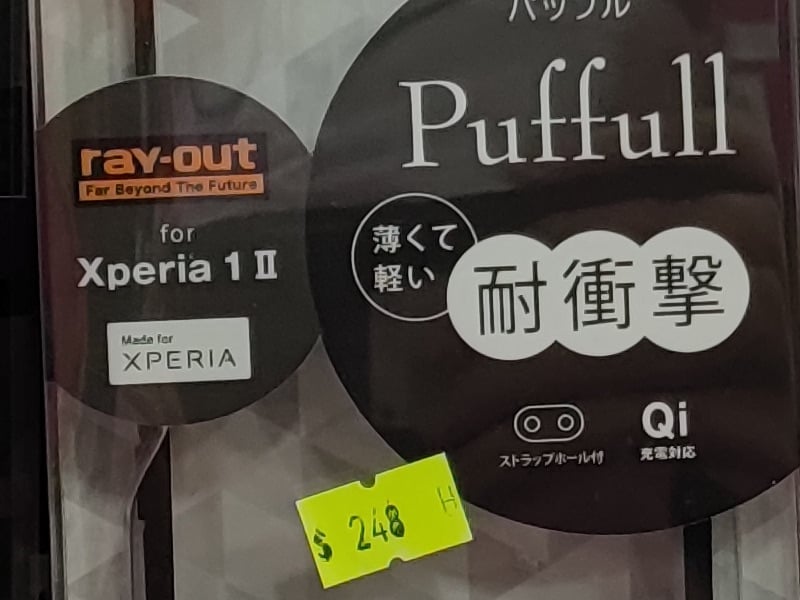 パッフル
Puffull
ray-out
Far Beyond The Future
for
Xperia 1 II
Made for
XPERIA
薄くて
軽い
耐衝撃
ストラップホール付
Qi
充電対応
$ 248 H